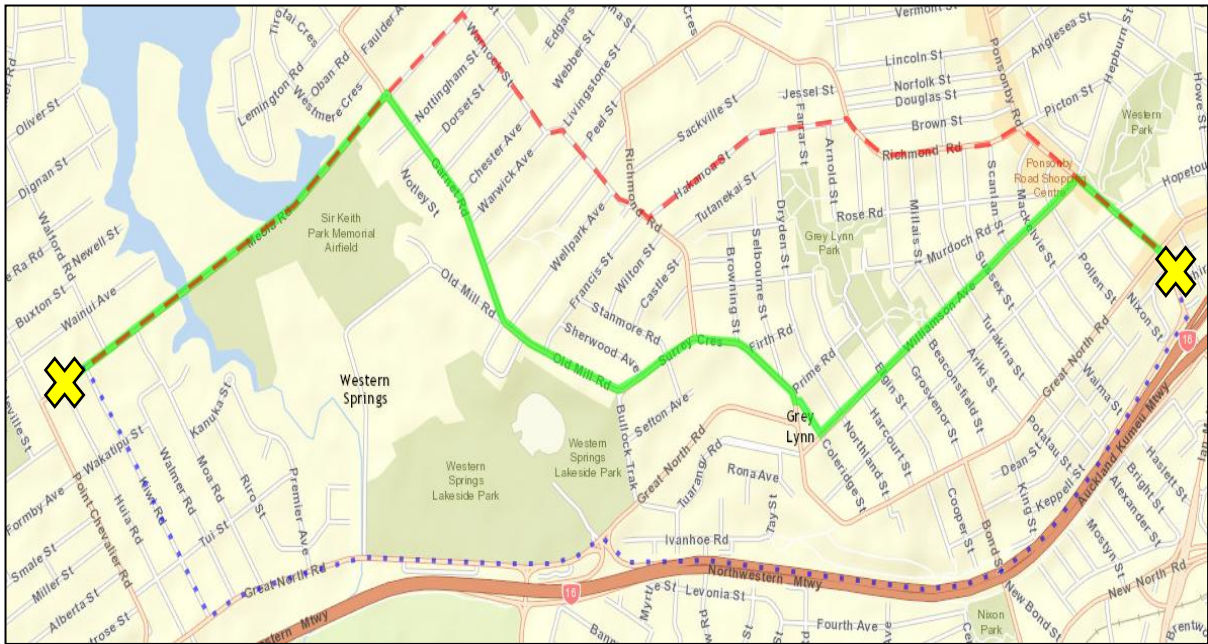 Vermont St
Anglesea St
Hepburn St
Howe St
Tirotai Cres
Faulder Ave
Oban Rd
Lemington Rd
Westmere Cres
Warnock St
Nottingham St
Dorset St
Webber St
Livingstone St
Peel St
Lincoln St
Norfolk St
Douglas St
Jessel St
Ponsonby Rd
Picton St
Western
Park
Oliver St
Dignan St
Walford Rd
Newell St
Buxton St
Wainui Ave
Meola Rd
Sir Keith
Park Memorial
Airfield
Garnet Rd
Notley St
Chester Ave
Warwick Ave
Wellpark Ave
Sackville St
Richmond Rd
Hakanoa St
Tutanekai St
Farrar St
Arnold St
Brown St
Richmond Rd
Scanlan St
Mackelvie St
Ponsonby
Road Shopping
Centre
Dryden St
Rose Rd
Grey Lynn
Park
Millais St
Murdoch Rd
Sussex St
Pollen St
Nixon St
16
Old Mill Rd
Francis St
Wilton St
Castle St
Stanmore Rd
Sherwood Ave
Browning St
Selbourne St
Firth Rd
Surrey Cres
Old Mill Rd
Prime Rd
Williamson Ave
Turakina St
Ariki St
Beaconsfield St
Grosvenor St
Elgin St
Great North Rd
Waima St
Western
Springs
Grey
Lynn
Bullock Trak
Sefton Ave
Great North Rd
Tuarangi Rd
Rona Ave
Tay St
Ivanhoe Rd
Coleridge St
Northland St
Harcourt St
Cooper St
Dean St
King St
Bond St
Keppell St
Potatau St
Auckland Kumeu Mtwy
Bright St
Alexander St
Haslett St
Mostyn St
Western
Springs
Lakeside Park
Western
Springs
Lakeside Park
Kanuka St
Wakatipu St
Formby Ave
Smale St
Miller St
Alberta St
Point Chevalier Rd
Huia Rd
Kiwi Rd
Walmer Rd
Moa Rd
Riro St
Tui St
Premier Ave
Great North Rd
Northwestern Mtwy
16
Levonia St
Fourth Ave
Nixon
Park
New Bond St
New North Rd